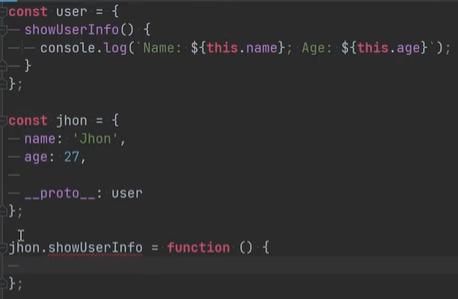 const user = {
showUserInfo() {
console.log(`Name: ${this.name}; Age: ${this.age}`);
}
};
const jhon = {
name: 'Jhon',
age: 27,
__proto__: user
};
jhon.showUserInfo = function () {
};